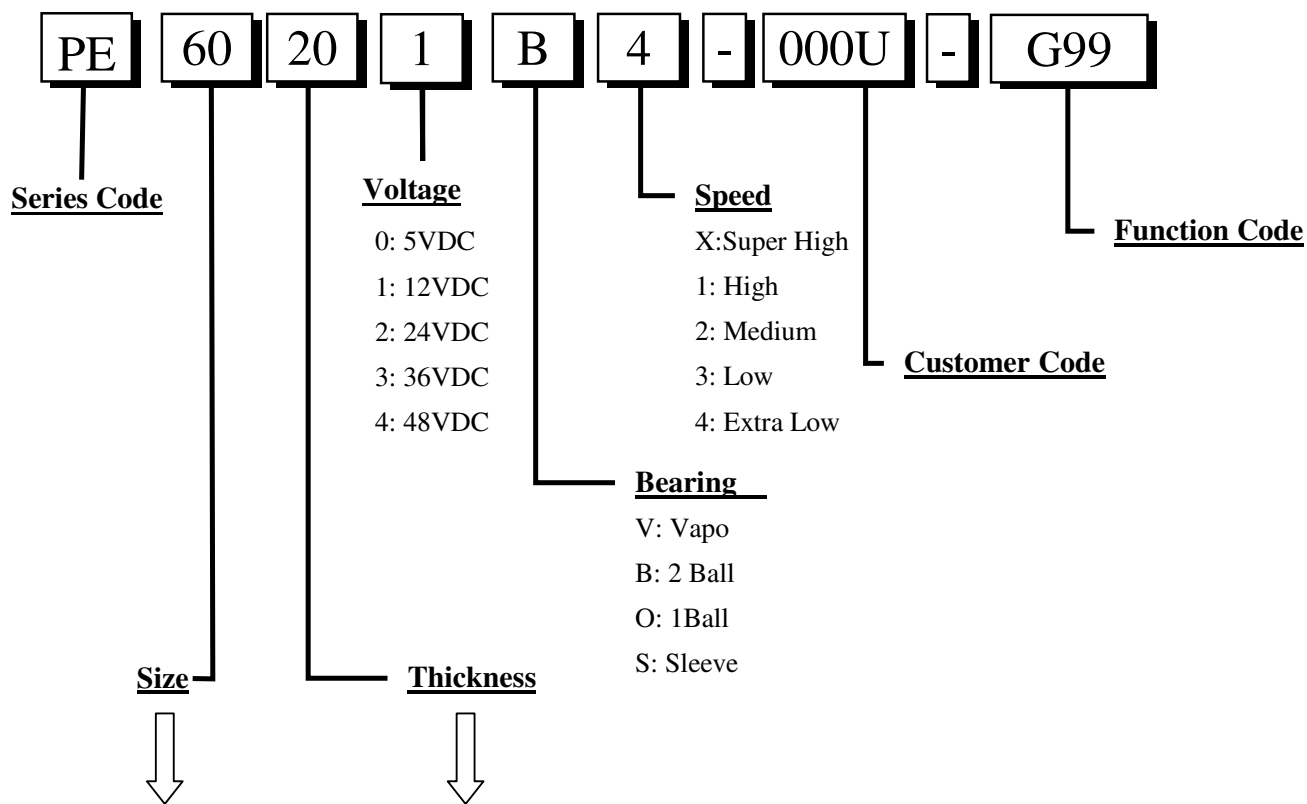 PE 60 20 1 B 4 - 000U - G99
Series Code
Voltage
0: 5VDC
1: 12VDC
2: 24VDC
3: 36VDC
4: 48VDC
Speed
X:Super High
1: High
2: Medium
3: Low
4: Extra Low
Function Code
Customer Code
Bearing
V: Vapo
B: 2 Ball
O: 1Ball
S: Sleeve
Size
Thickness